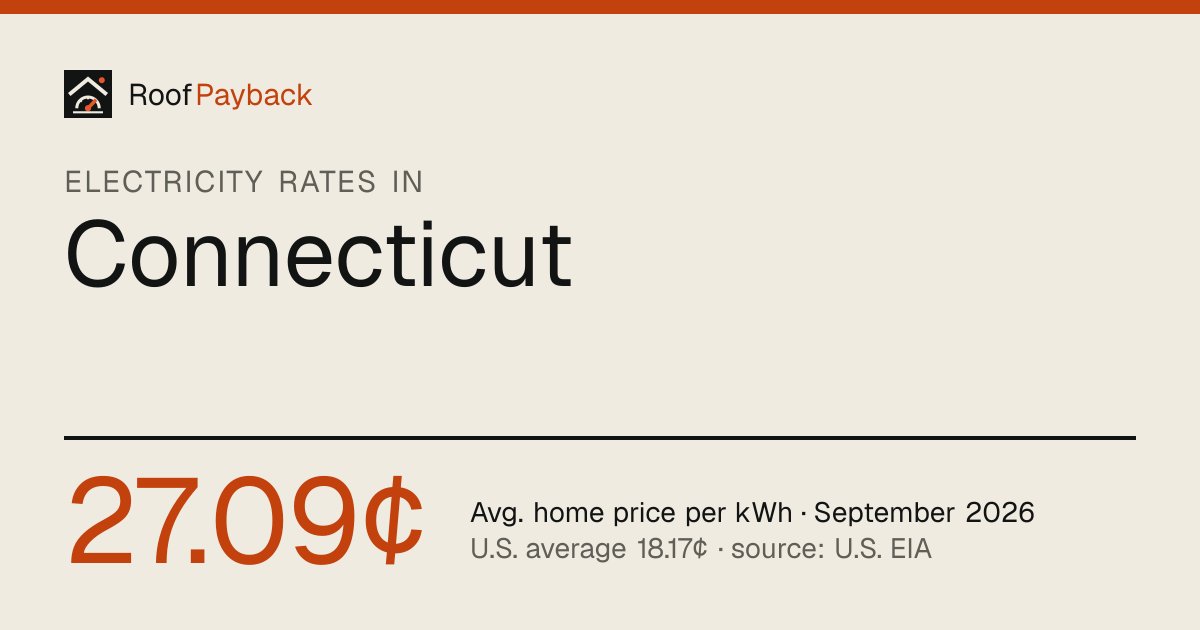 RoofPayback
ELECTRICITY RATES IN
Connecticut
27.09¢
Avg. home price per kWh · September 2026
U.S. average 18.17¢ · source: U.S. EIA